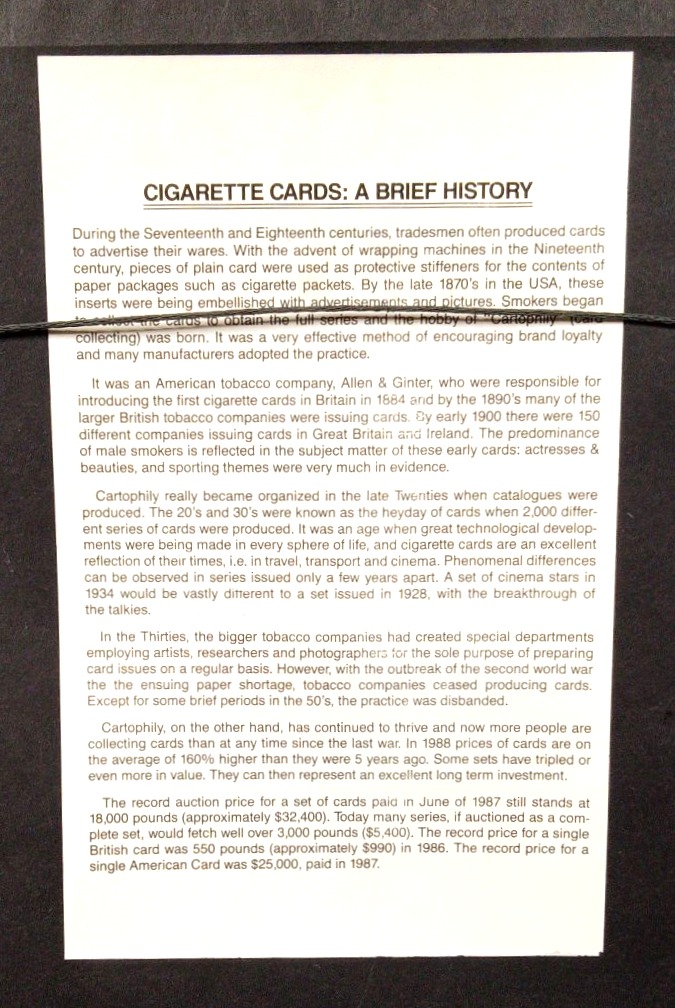 CIGARETTE CARDS: A BRIEF HISTORY
During the Seventeenth and Eighteenth centuries, tradesmen often produced cards
to advertise their wares. With the advent of wrapping machines in the Nineteenth
century, pieces of plain card were used as protective stiffeners for the contents of
paper packages such as cigarette packets. By the late 1870's in the USA, these
inserts were being embellished with advertisements and pictures. Smokers began
to collect the cards to obtain the full series and the hobby of "Cartophily" (card
collecting) was born. It was a very effective method of encouraging brand loyalty
and many manufacturers adopted the practice.
It was an American tobacco company, Allen & Ginter, who were responsible for
introducing the first cigarette cards in Britain in 1884 and by the 1890's many of the
larger British tobacco companies were issuing cards. By early 1900 there were 150
different companies issuing cards in Great Britain and Ireland. The predominance
of male smokers is reflected in the subject matter of these early cards: actresses &
beauties, and sporting themes were very much in evidence.
Cartophily really became organized in the late Twenties when catalogues were
produced. The 20's and 30's were known as the heyday of cards when 2,000 differ-
ent series of cards were produced. It was an age when great technological develop-
ments were being made in every sphere of life, and cigarette cards are an excellent
reflection of their times, i.e. in travel, transport and cinema. Phenomenal differences
can be observed in series issued only a few years apart. A set of cinema stars in
1934 would be vastly different to a set issued in 1928, with the breakthrough of
the talkies.
In the Thirties, the bigger tobacco companies had created special departments
employing artists, researchers and photographers for the sole purpose of preparing
card issues on a regular basis. However, with the outbreak of the second world war
the the ensuing paper shortage, tobacco companies ceased producing cards.
Except for some brief periods in the 50's, the practice was disbanded.
Cartophily, on the other hand, has continued to thrive and now more people are
collecting cards than at any time since the last war. In 1988 prices of cards are on
the average of 160% higher than they were 5 years ago. Some sets have tripled or
even more in value. They can then represent an excellent long term investment.
The record auction price for a set of cards paid in June of 1987 still stands at
18,000 pounds (approximately $32,400). Today many series, if auctioned as a com-
plete set, would fetch well over 3,000 pounds ($5,400). The record price for a single
British card was 550 pounds (approximately $990) in 1986. The record price for a
single American Card was $25,000, paid in 1987.